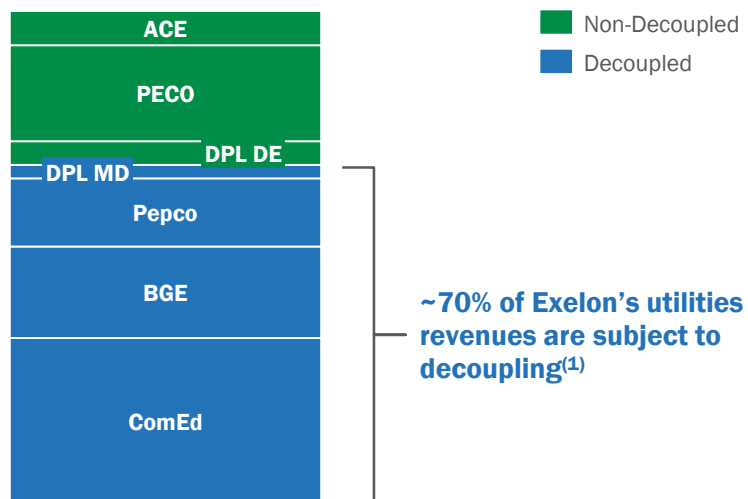 ACE
PECO
DPL DE
DPL MD
Pepco
BGE
ComEd
Non-Decoupled
Decoupled
~70% of Exelon’s utilities
revenues are subject to
decoupling(1)